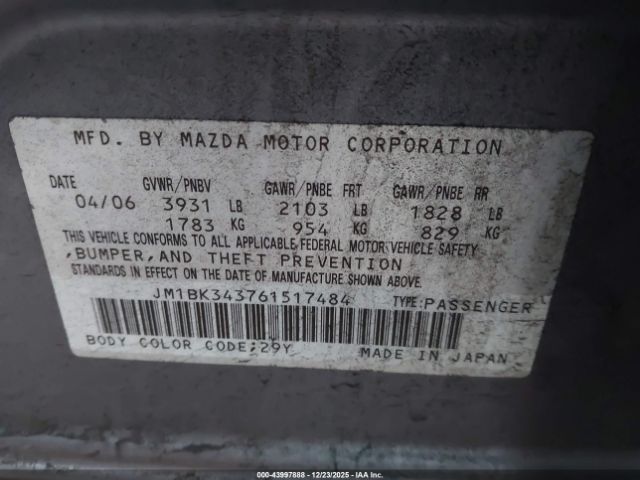 MFD. BY MAZDA MOTOR CORPORATION
DATE GVWR/PNBV GAWR/PNBE FRT GAWR/PNBE RR
04/06 3931 LB 2103 LB 1828 LB
1783 KG 954 KG 829 KG
THIS VEHICLE CONFORMS TO ALL APPLICABLE FEDERAL MOTOR VEHICLE SAFETY
,BUMPER,AND THEFT PREVENTION
STANDARDS IN EFFECT ON THE DATE OF MANUFACTURE SHOWN ABOVE.
JM1BK343761517484 TYPE:PASSENGER
BODY COLOR CODE:29Y MADE IN JAPAN
© - 43997888 - 12/23/2025 - IAA Inc.